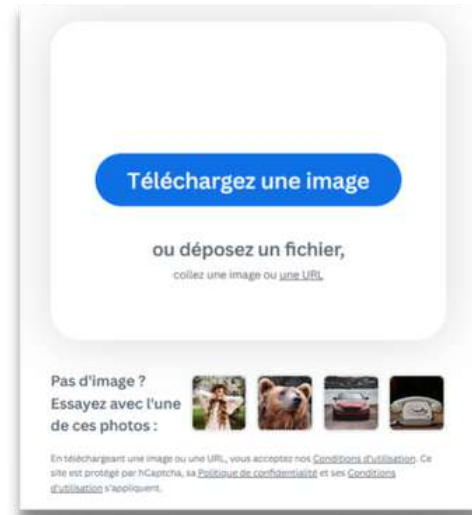 Téléchargez une image
ou déposez un fichier,
collez une image ou une URL
Pas d'image ?
Essayez avec l'une
de ces photos :
En téléchargeant une image ou une URL, vous acceptez nos Conditions d'utilisation. Ce
site est protégé par hCaptcha, sa Politique de confidentialité et ses Conditions
d'utilisation s'appliquent.